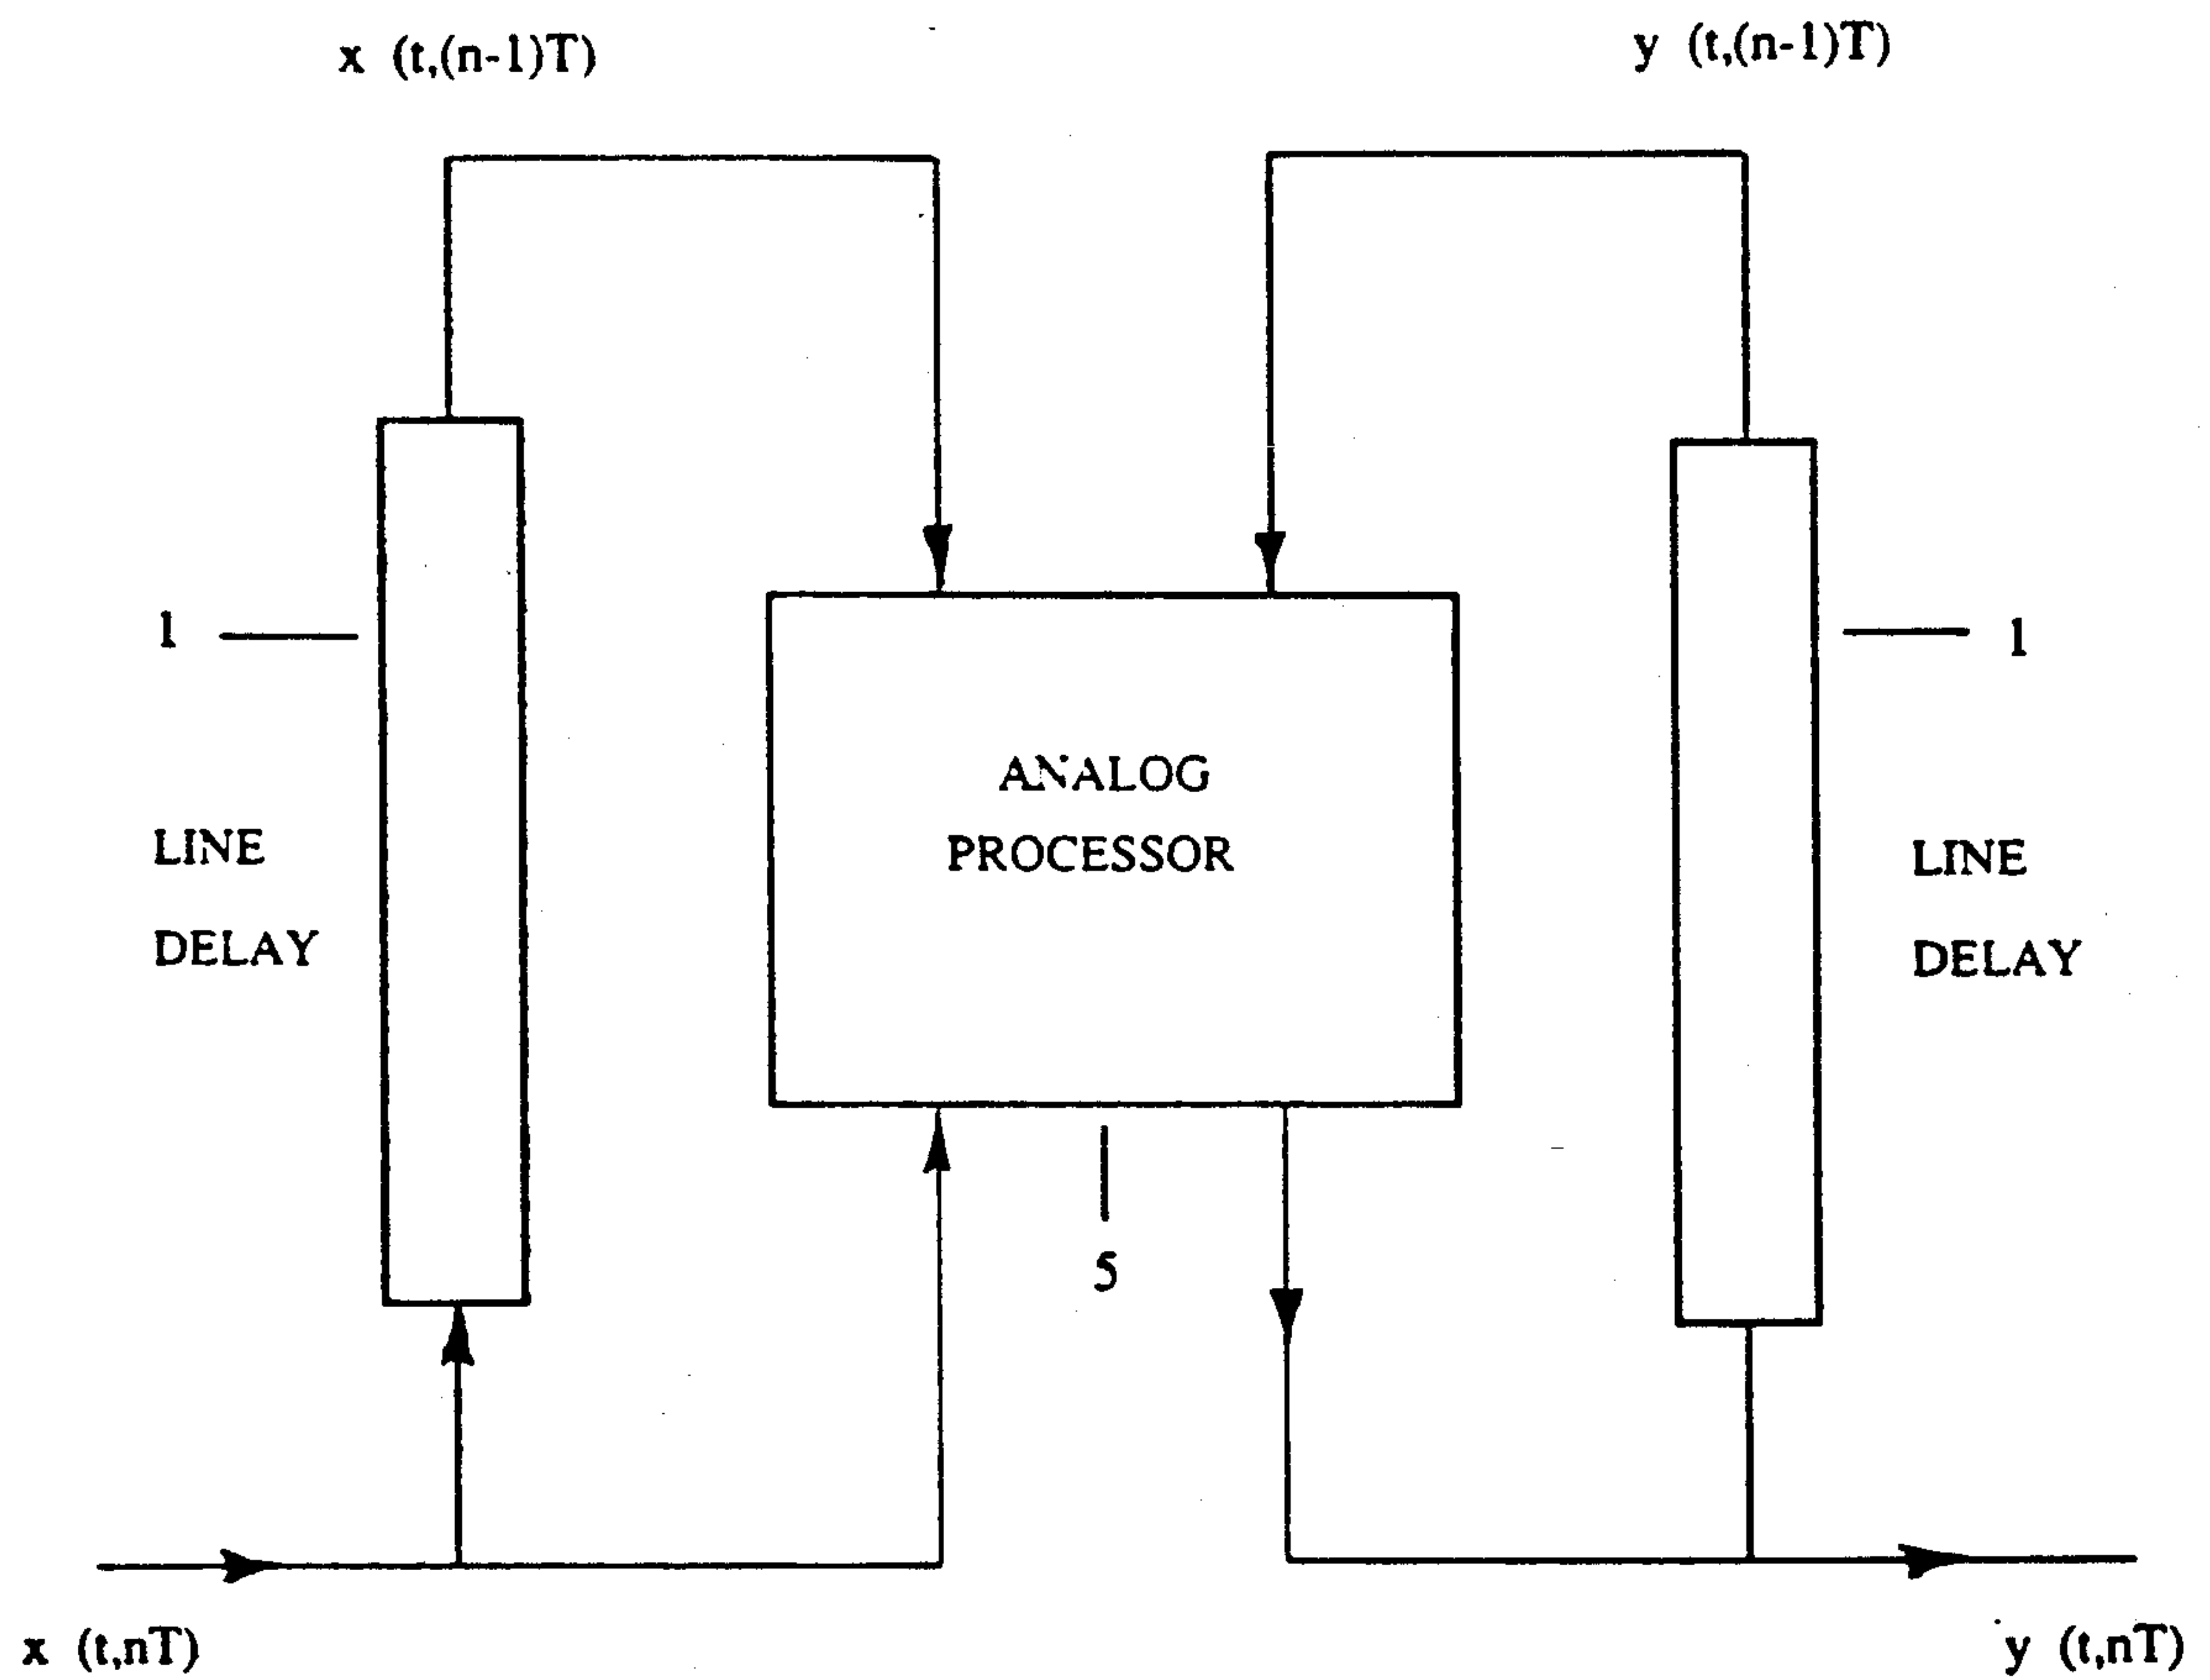 x (t,(n-1)T)
y (t,(n-1)T)
1
1
ANALOG
PROCESSOR
LINE
DELAY
LINE
DELAY
5
x (t,nT)
y (t,nT)